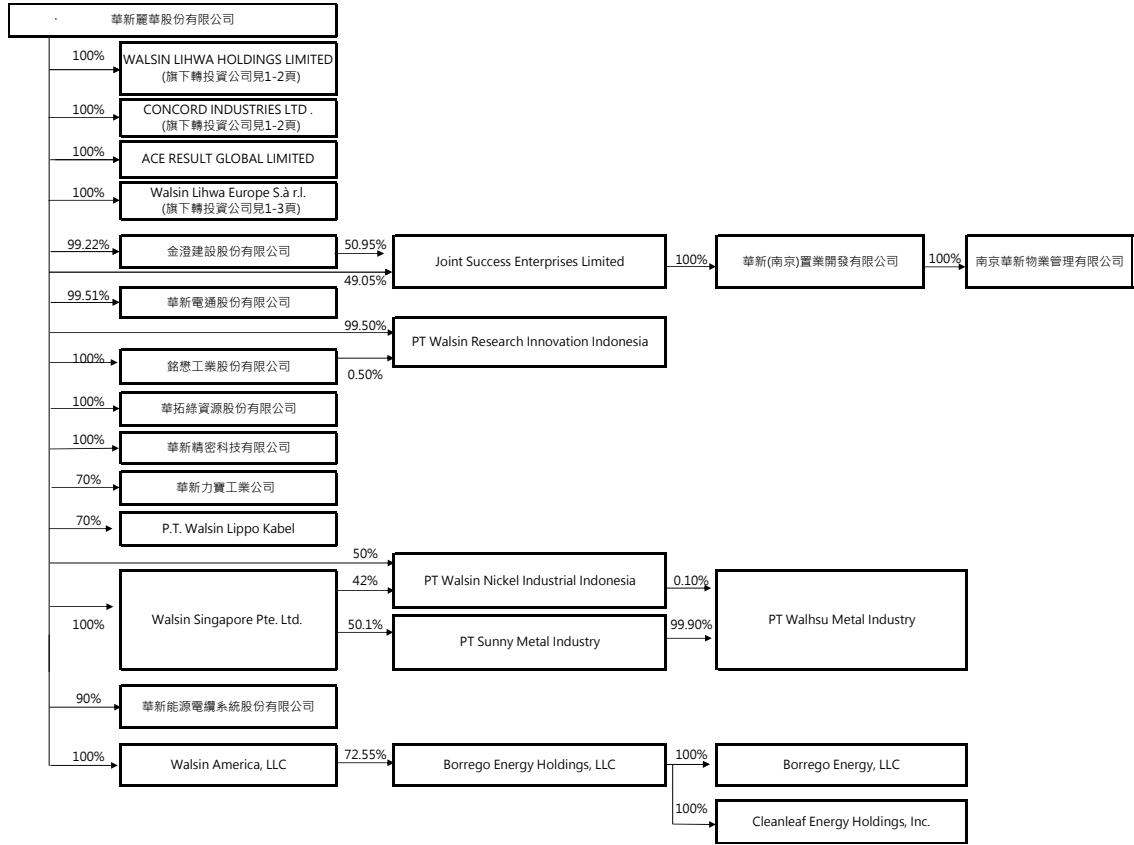 華新麗華股份有限公司
100%
WALSIN LIHWA HOLDINGS LIMITED
(旗下轉投資公司見1-2頁)
100%
CONCORD INDUSTRIES LTD .
(旗下轉投資公司見1-2頁)
100%
ACE RESULT GLOBAL LIMITED
100%
Walsin Lihwa Europe S.à r.l.
(旗下轉投資公司見1-3頁)
99.22%
金澄建設股份有限公司
50.95%
49.05%
Joint Success Enterprises Limited
100%
華新(南京)置業開發有限公司
100%
南京華新物業管理有限公司
99.51%
華新電通股份有限公司
99.50%
PT Walsin Research Innovation Indonesia
100%
銘懋工業股份有限公司
0.50%
100%
華拓綠資源股份有限公司
100%
華新精密科技有限公司
70%
華新力寶工業公司
70%
P.T. Walsin Lippo Kabel
50%
PT Walsin Nickel Industrial Indonesia
0.10%
100%
Walsin Singapore Pte. Ltd.
42%
50.1%
PT Sunny Metal Industry
99.90%
PT Walhsu Metal Industry
90%
華新能源電纜系統股份有限公司
100%
Walsin America, LLC
72.55%
Borrego Energy Holdings, LLC
100%
Borrego Energy, LLC
100%
Cleanleaf Energy Holdings, Inc.